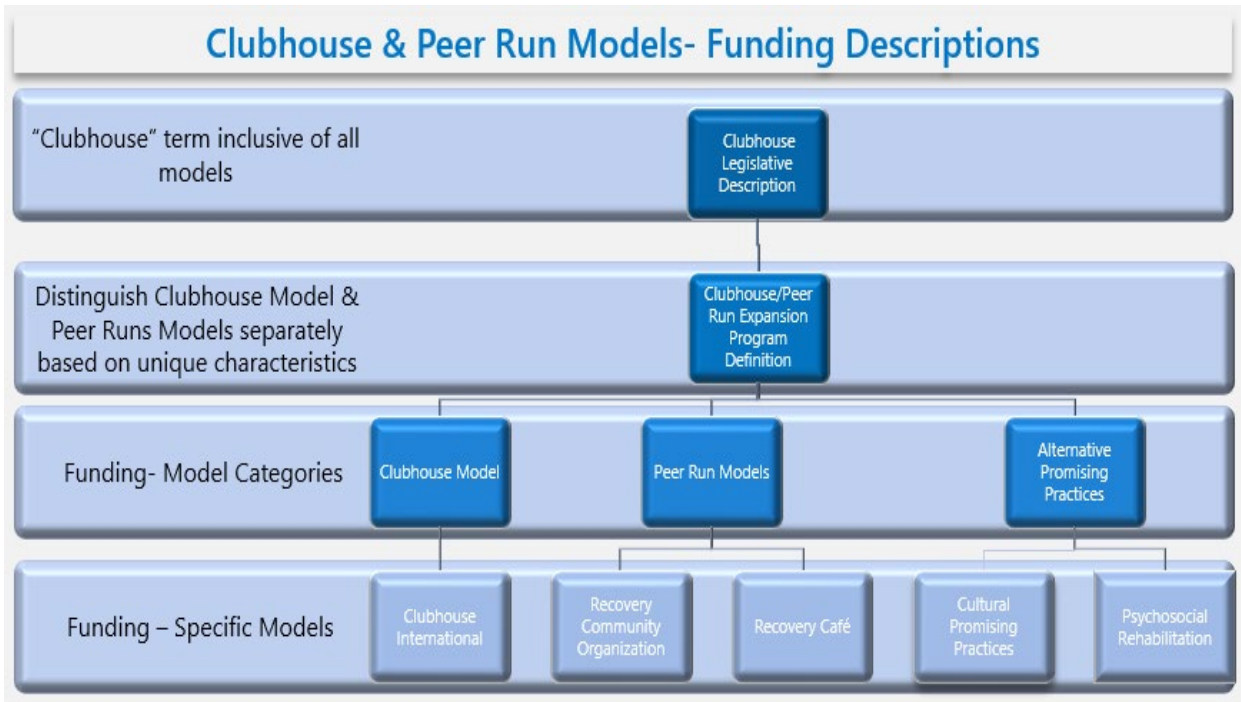 Clubhouse & Peer Run Models- Funding Descriptions
“Clubhouse” term inclusive of all
models
Clubhouse
Legislative
Description
Distinguish Clubhouse Model &
Peer Runs Models separately
based on unique characteristics
Clubhouse/Peer
Run Expansion
Program
Definition
Funding- Model Categories
Clubhouse Model
Peer Run Models
Alternative
Promising
Practices
Funding – Specific Models
Clubhouse
International
Recovery
Community
Organization
Recovery Café
Cultural
Promising
Practices
Psychosocial
Rehabilitation